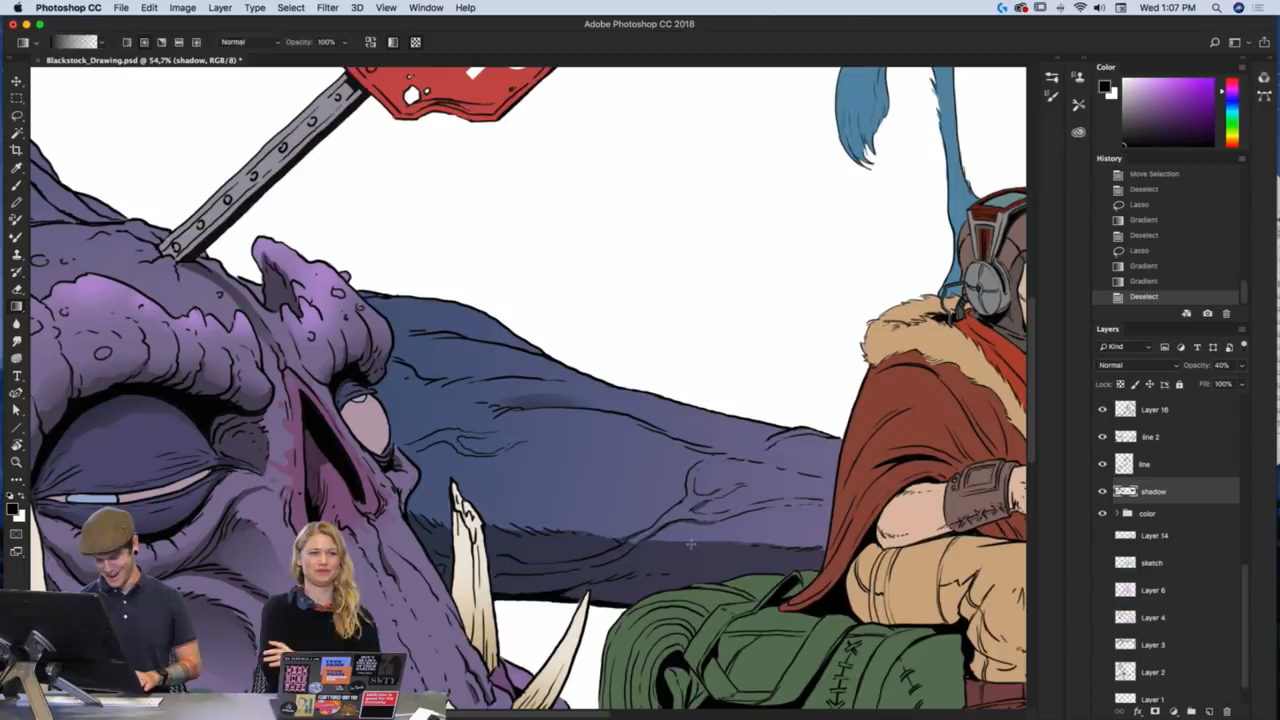 Photoshop CC File Edit Image Layer Type Select Filter 3D View Window Help Wed 1:07 PM
Adobe Photoshop CC 2018
Normal Opacity: 100%
Blackstock_Drawing.psd @ 54,7% (shadow, RGB/8) *
Color
History
Move Selection
Deselect
Lasso
Gradient
Deselect
Lasso
Gradient
Gradient
Deselect
Layers
Kind
Normal Opacity: 40%
Lock: Fill: 100%
Layer 16
line 2
line
shadow
color
Layer 14
sketch
Layer 6
Layer 4
Layer 3
Layer 2
Layer 1